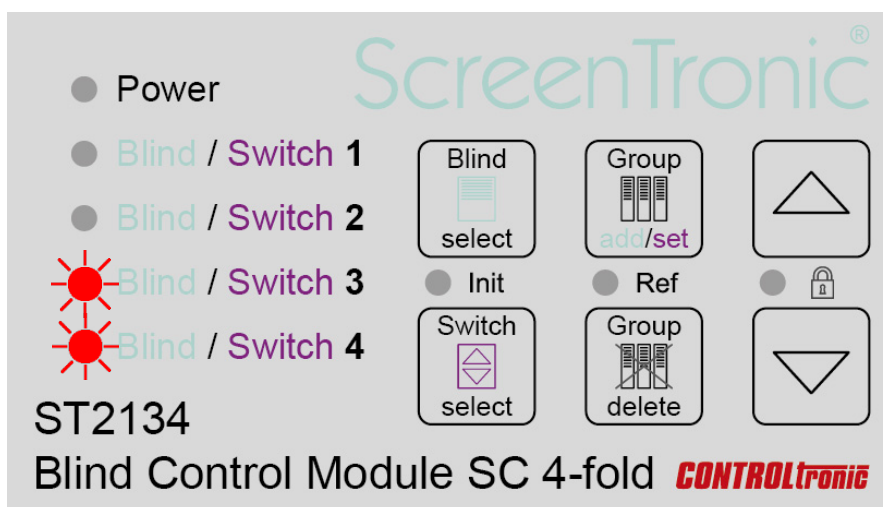 ScreenTronic®
Power
Blind / Switch 1
Blind / Switch 2
Blind / Switch 3
Blind / Switch 4
Blind
select
Group
add/set
Init
Ref
Switch
select
Group
delete
ST2134
Blind Control Module SC 4-fold CONTROLtronic